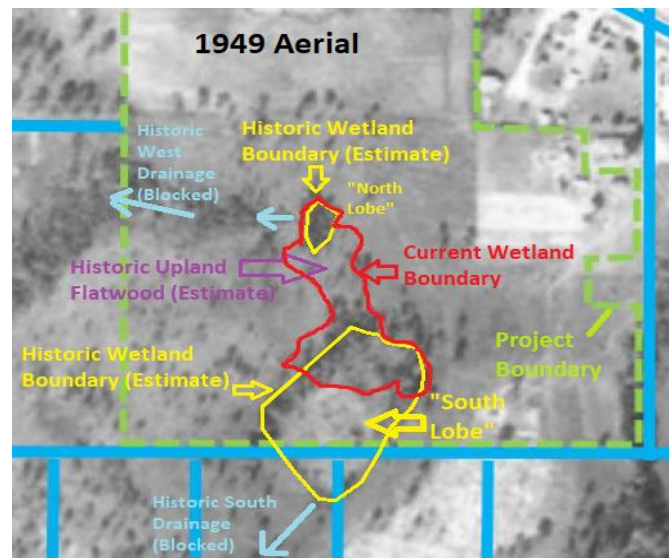 1949 Aerial
Historic
West
Drainage
(Blocked)
Historic Wetland
Boundary (Estimate)
"North
Lobe"
Historic Upland
Flatwood (Estimate)
Current Wetland
Boundary
Historic Wetland
Boundary (Estimate)
Project
Boundary
"South
Lobe"
Historic South
Drainage
(Blocked)